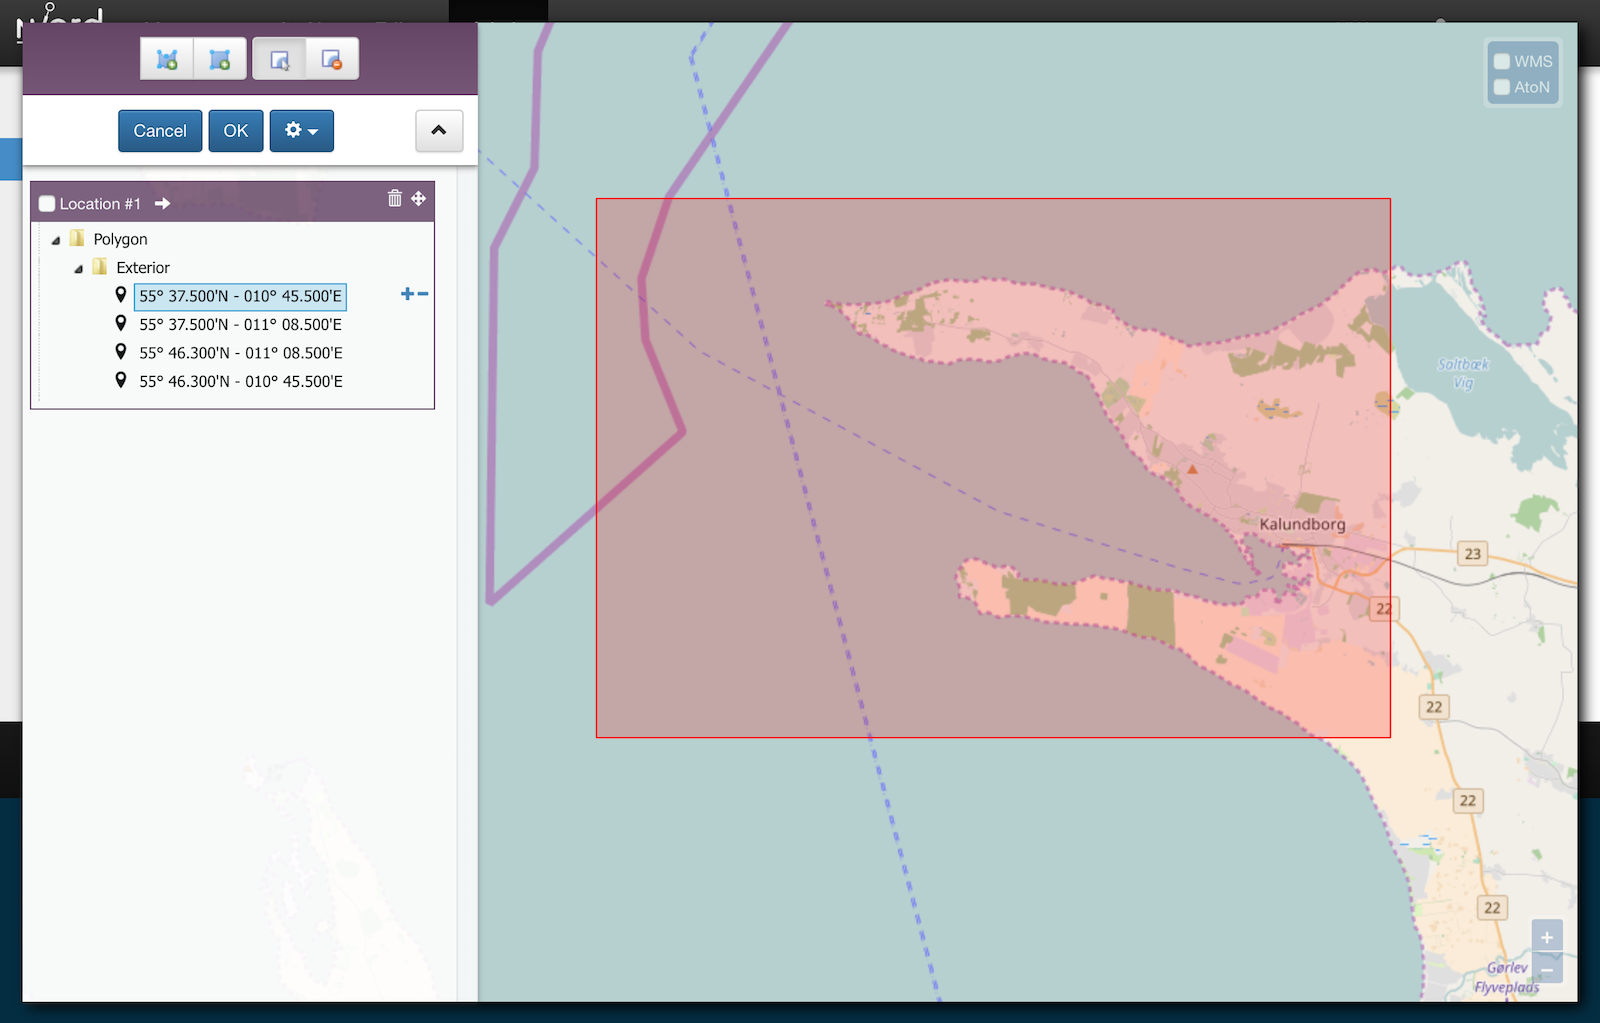 WMS
AtoN
Cancel
OK
Location #1
Polygon
Exterior
55° 37.500'N - 010° 45.500'E
55° 37.500'N - 011° 08.500'E
55° 46.300'N - 011° 08.500'E
55° 46.300'N - 010° 45.500'E
Saltbæk
Vig
Kalundborg
23
22
22
22
22
Gørlev
Flyveplads